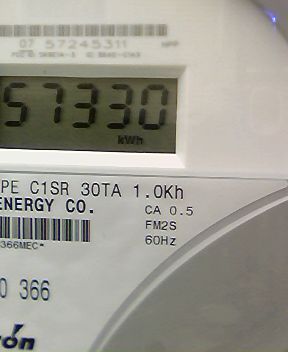 07 57245311
57330
kWh
PE C1SR 30TA 1.0Kh
ENERGY CO.
CA 0.5
FM2S
60Hz
366MEC*
0 366
rón